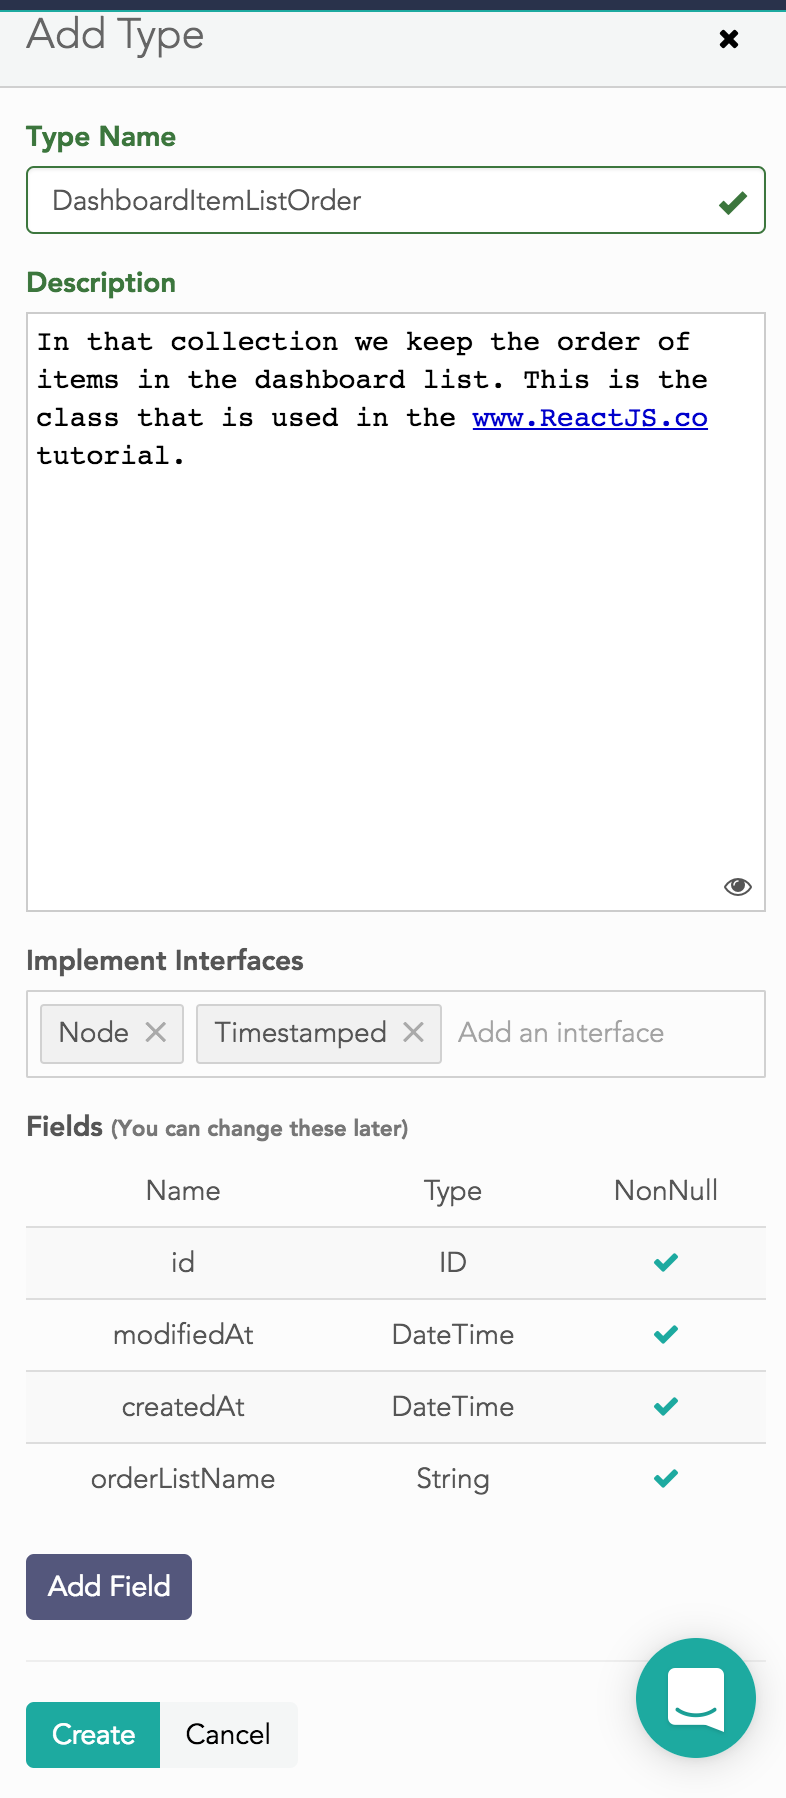 Add Type
Type Name
DashboardItemListOrder
Description
In that collection we keep the order of
items in the dashboard list. This is the
class that is used in the www.ReactJS.co
tutorial.
Implement Interfaces
Node Timestamped Add an interface
Fields (You can change these later)
Name Type NonNull
id ID
modifiedAt DateTime
createdAt DateTime
orderListName String
Add Field
Create Cancel